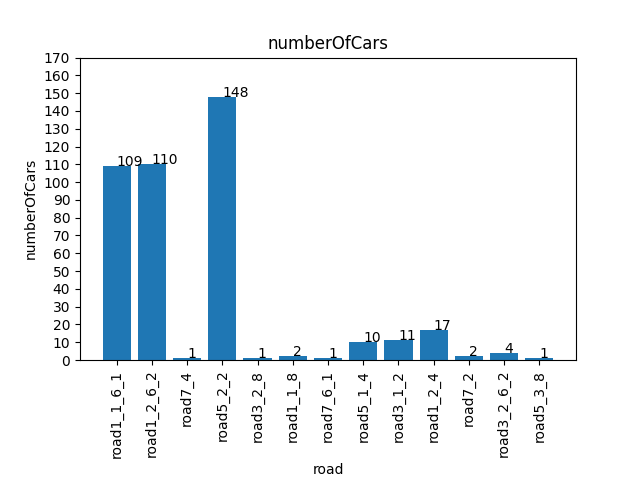 numberOfCars
170
160
150
140
130
120
110
100
90
80
70
60
50
40
30
20
10
0
numberOfCars
109
110
1
148
1
2
1
10
11
17
2
4
1
road1_1_6_1
road1_2_6_2
road7_4
road5_2_2
road3_2_8
road1_1_8
road7_6_1
road5_1_4
road3_1_2
road1_2_4
road7_2
road3_2_6_2
road5_3_8
road